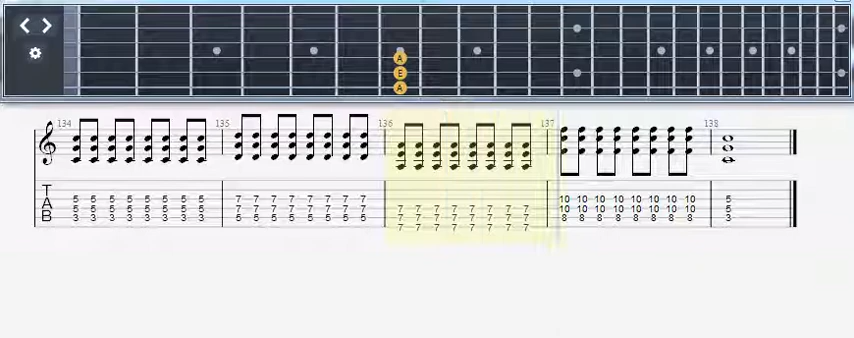 A
E
A
134 135 136 137 138
T
5 5 5 5 5 5 5 5 7 7 7 7 7 7 7 7 10 10 10 10 10 10 10 10 5
A
5 5 5 5 5 5 5 5 7 7 7 7 7 7 7 7 7 7 7 7 7 7 7 7 10 10 10 10 10 10 10 10 5
B 3 3 3 3 3 3 3 3 5 5 5 5 5 5 5 5 7 7 7 7 7 7 7 7 8 8 8 8 8 8 8 8 3
7 7 7 7 7 7 7 7